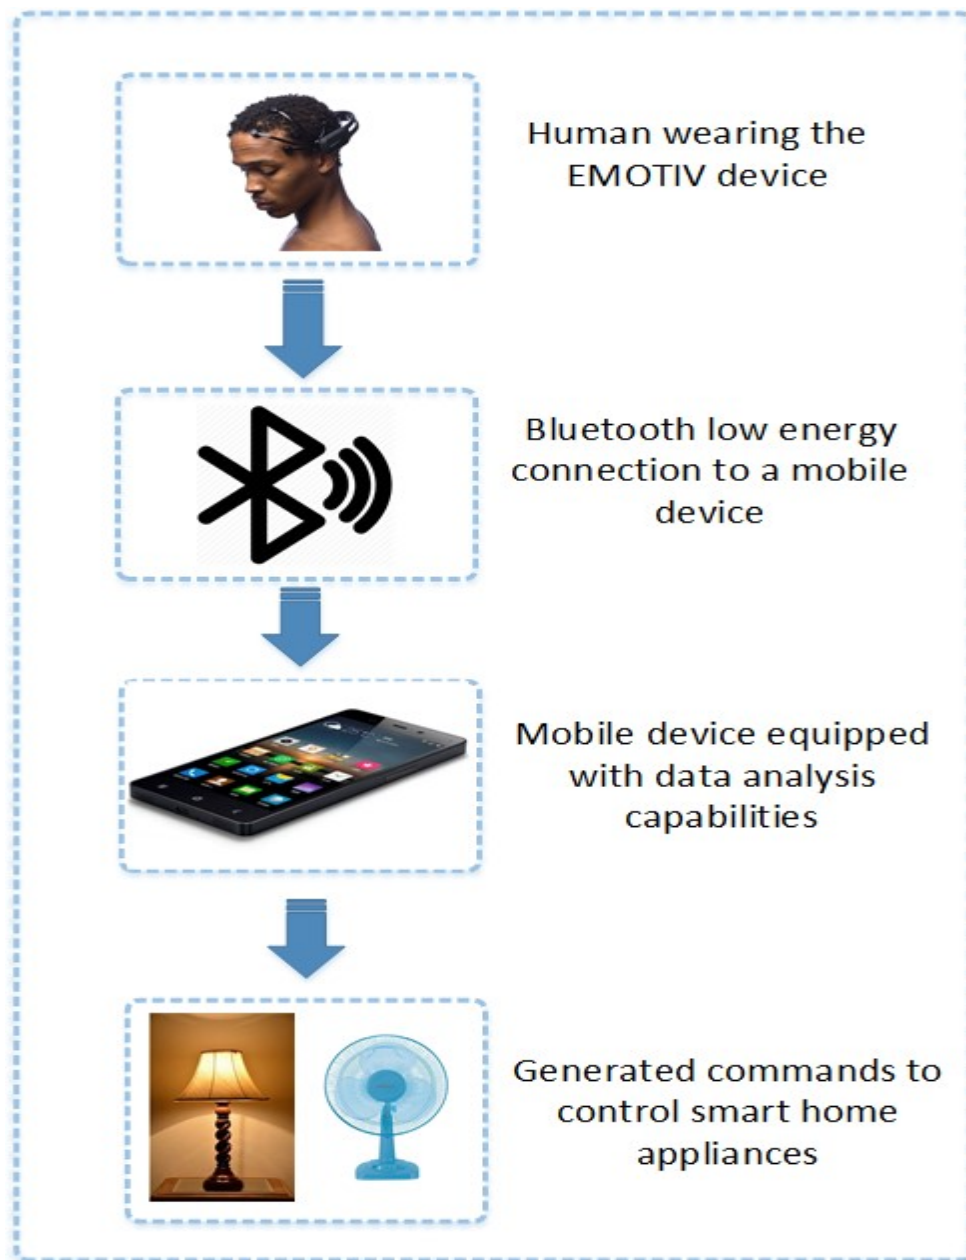 Human wearing the
EMOTIV device
Bluetooth low energy
connection to a mobile
device
Mobile device equipped
with data analysis
capabilities
Generated commands to
control smart home
appliances